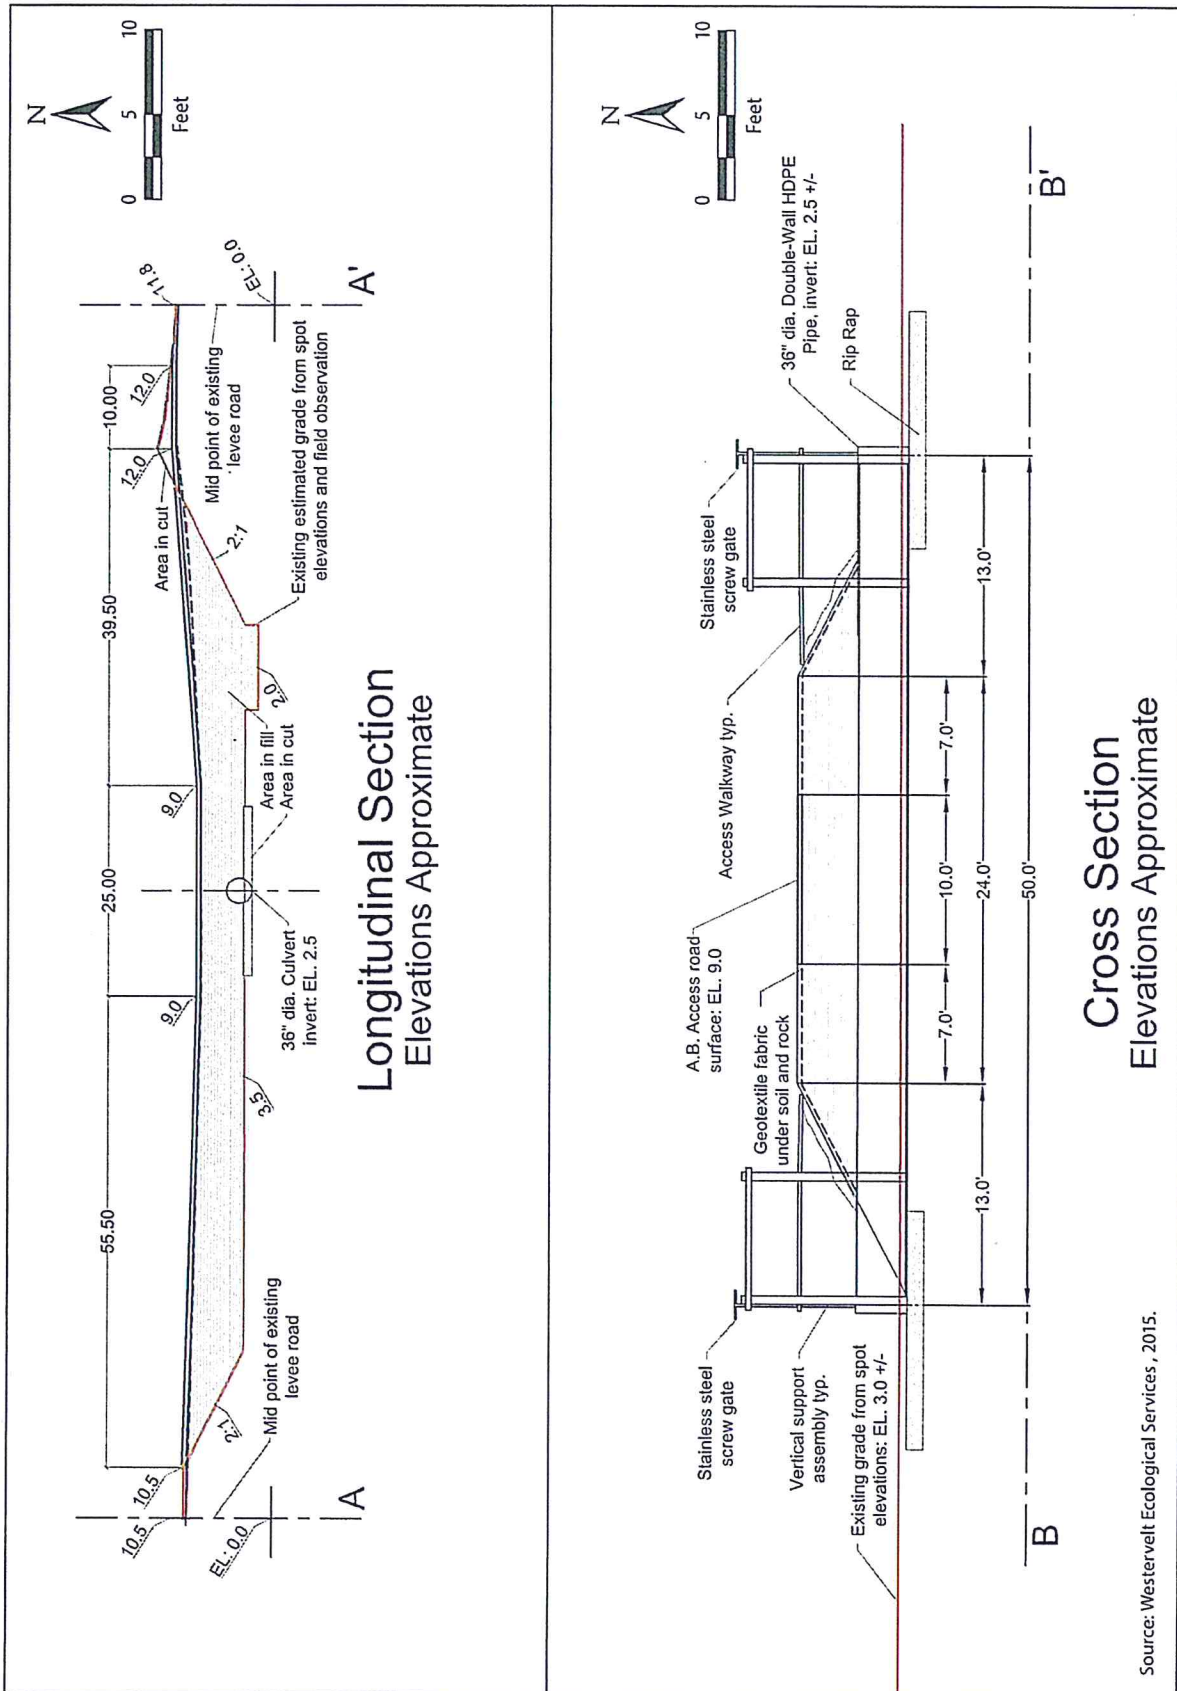 N
0
5
10
Feet
55.50
25.00
39.50
10.00
10.5
10.5
9.0
9.0
12.0
12.0
11.8
EL: 0.0
EL: 0.0
2:1
3.5
2.0
2:1
Area in cut
Mid point of existing
levee road
Mid point of existing
levee road
36" dia. Culvert
invert: EL. 2.5
Area in fill
Area in cut
Existing estimated grade from spot
elevations and field observation
A
A'
Longitudinal Section
Elevations Approximate
N
0
5
10
Feet
Stainless steel
screw gate
Vertical support
assembly typ.
Existing grade from spot
elevations: EL. 3.0 +/-
A.B. Access road
surface: EL. 9.0
Geotextile fabric
under soil and rock
Access Walkway typ.
Stainless steel
screw gate
36" dia. Double-Wall HDPE
Pipe, invert: EL. 2.5 +/-
Rip Rap
7.0'
10.0'
7.0'
13.0'
24.0'
13.0'
50.0'
B
B'
Cross Section
Elevations Approximate
Source: Westervelt Ecological Services, 2015.